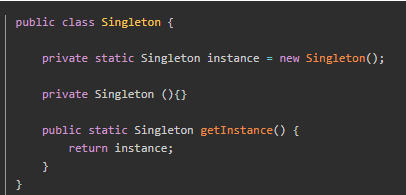 public class Singleton {
private static Singleton instance = new Singleton();
private Singleton (){}
public static Singleton getInstance() {
return instance;
}
}